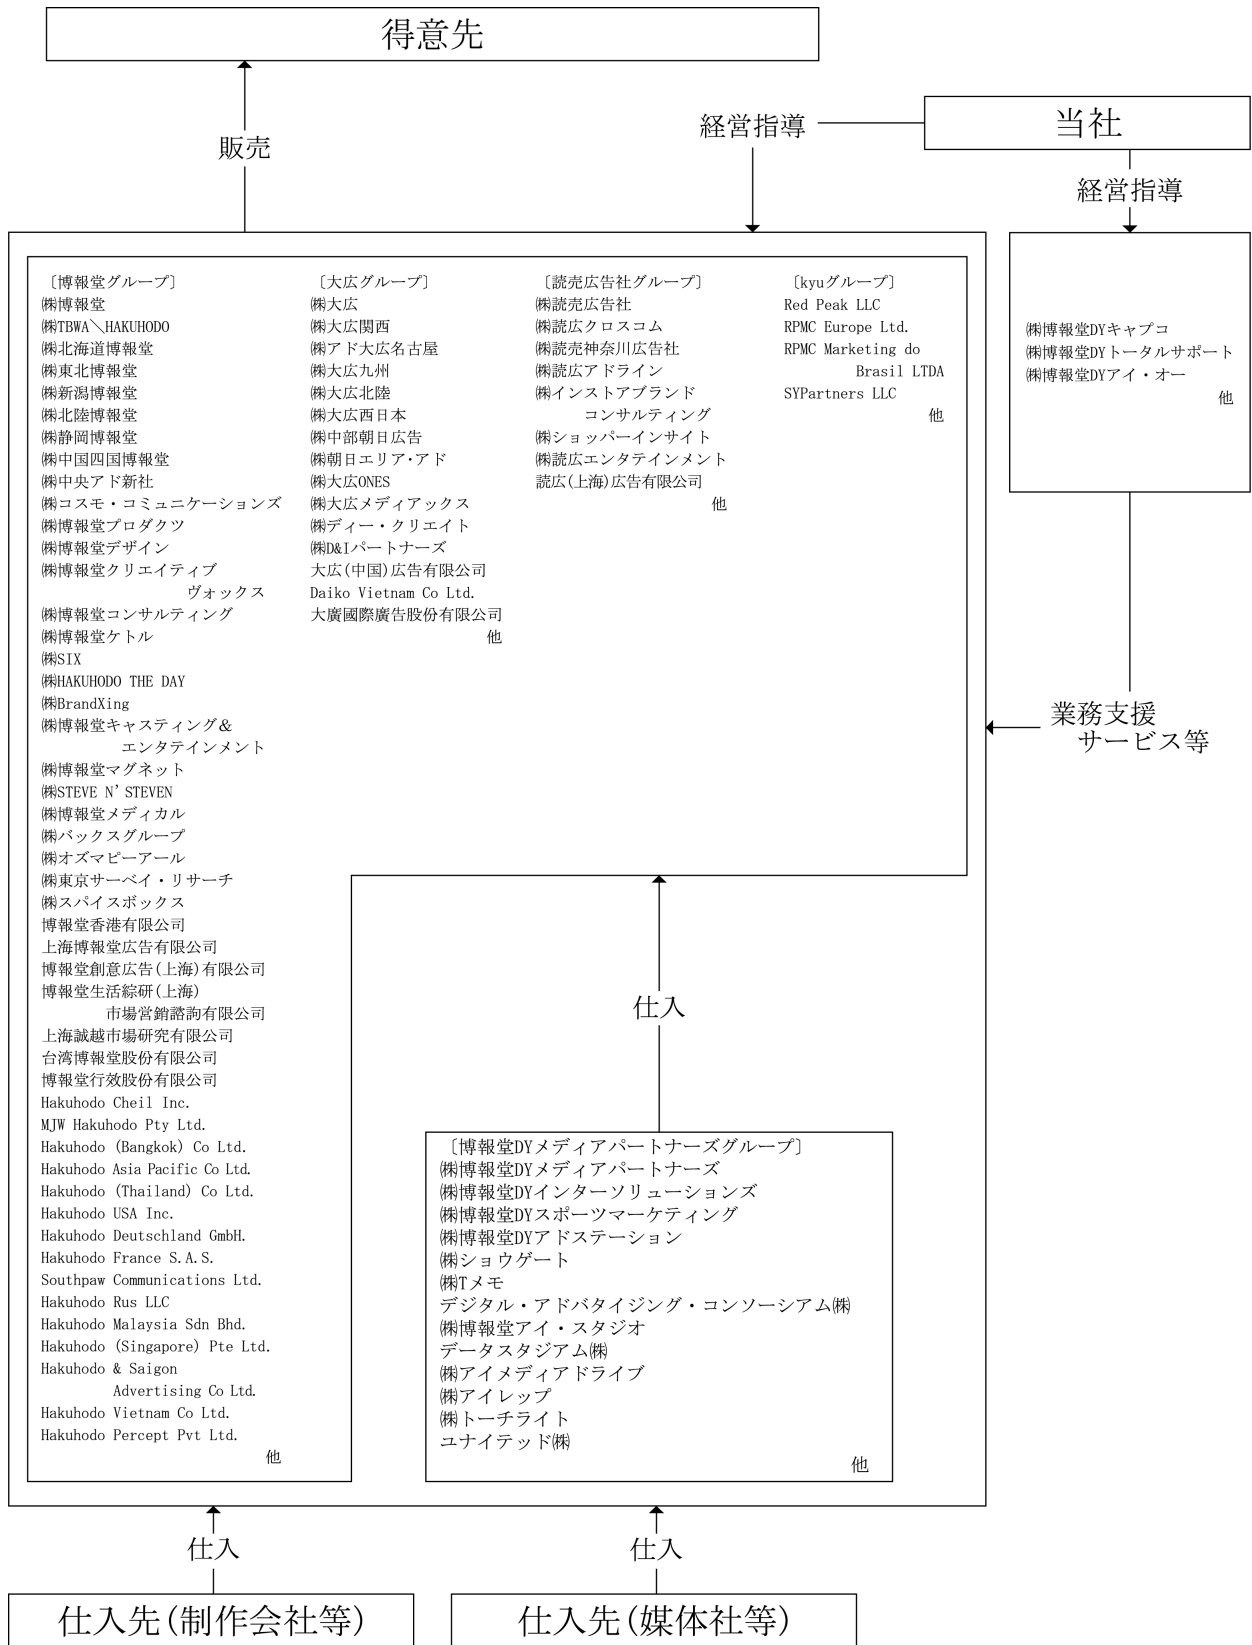 得意先
販売
経営指導
当社
経営指導
〔博報堂グループ〕
㈱博報堂
㈱TBWA＼HAKUHODO
㈱北海道博報堂
㈱東北博報堂
㈱新潟博報堂
㈱北陸博報堂
㈱静岡博報堂
㈱中国四国博報堂
㈱中央アド新社
㈱コスモ・コミュニケーションズ
㈱博報堂プロダクツ
㈱博報堂デザイン
㈱博報堂クリエイティブ
ヴォックス
㈱博報堂コンサルティング
㈱博報堂ケトル
㈱SIX
㈱HAKUHODO THE DAY
㈱BrandXing
㈱博報堂キャスティング＆
エンタテインメント
㈱博報堂マグネット
㈱STEVE N’ STEVEN
㈱博報堂メディカル
㈱バックスグループ
㈱オズマピーアール
㈱東京サーベイ・リサーチ
㈱スパイスボックス
博報堂香港有限公司
上海博報堂広告有限公司
博報堂創意広告(上海)有限公司
博報堂生活綜研(上海)
市場営銷諮詢有限公司
上海誠越市場研究有限公司
台湾博報堂股份有限公司
博報堂行效股份有限公司
Hakuhodo Cheil Inc.
MJW Hakuhodo Pty Ltd.
Hakuhodo (Bangkok) Co Ltd.
Hakuhodo Asia Pacific Co Ltd.
Hakuhodo (Thailand) Co Ltd.
Hakuhodo USA Inc.
Hakuhodo Deutschland GmbH.
Hakuhodo France S.A.S.
Southpaw Communications Ltd.
Hakuhodo Rus LLC
Hakuhodo Malaysia Sdn Bhd.
Hakuhodo (Singapore) Pte Ltd.
Hakuhodo & Saigon
Advertising Co Ltd.
Hakuhodo Vietnam Co Ltd.
Hakuhodo Percept Pvt Ltd.
他
〔大広グループ〕
㈱大広
㈱大広関西
㈱アド大広名古屋
㈱大広九州
㈱大広北陸
㈱大広西日本
㈱中部朝日広告
㈱朝日エリア・アド
㈱大広ONES
㈱大広メディアックス
㈱ディー・クリエイト
㈱D&Iパートナーズ
大広(中国)広告有限公司
Daiko Vietnam Co Ltd.
大廣國際廣告股份有限公司
他
〔読売広告社グループ〕
㈱読売広告社
㈱読広クロスコム
㈱読売神奈川広告社
㈱読広アドライン
㈱インストアブランド
コンサルティング
㈱ショッパーインサイト
㈱読広エンタテインメント
読広(上海)広告有限公司
他
〔kyuグループ〕
Red Peak LLC
RPMC Europe Ltd.
RPMC Marketing do
Brasil LTDA
SYPartners LLC
他
㈱博報堂DYキャプコ
㈱博報堂DYトータルサポート
㈱博報堂DYアイ・オー
他
業務支援
サービス等
仕入
〔博報堂DYメディアパートナーズグループ〕
㈱博報堂DYメディアパートナーズ
㈱博報堂DYインターソリューションズ
㈱博報堂DYスポーツマーケティング
㈱博報堂DYアドステーション
㈱ショウゲート
㈱Tメモ
デジタル・アドバタイジング・コンソーシアム㈱
㈱博報堂アイ・スタジオ
データスタジアム㈱
㈱アイメディアドライブ
㈱アイレップ
㈱トーチライト
ユナイテッド㈱
他
仕入
仕入
仕入先(制作会社等)
仕入先(媒体社等)